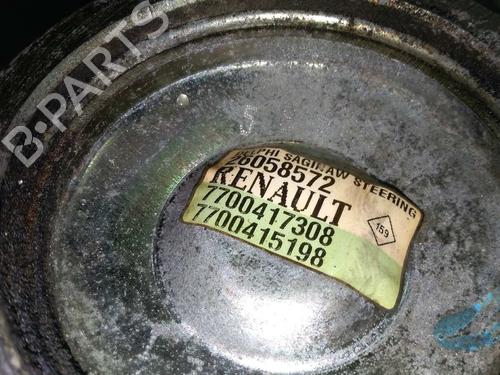 DELPHI SAGINAW STEERING
26058572
RENAULT
7700417308
7700415198
159
B-PARTS